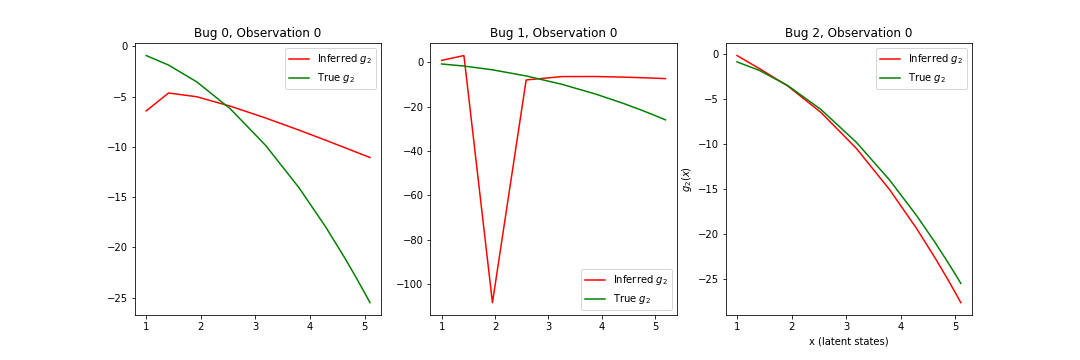 Bug 0, Observation 0
0
−5
−10
−15
−20
−25
1 2 3 4 5
Inferred g₂
True g₂
Bug 1, Observation 0
0
−20
−40
−60
−80
−100
1 2 3 4 5
Inferred g₂
True g₂
Bug 2, Observation 0
g₂(x)
0
−5
−10
−15
−20
−25
1 2 3 4 5
x (latent states)
Inferred g₂
True g₂